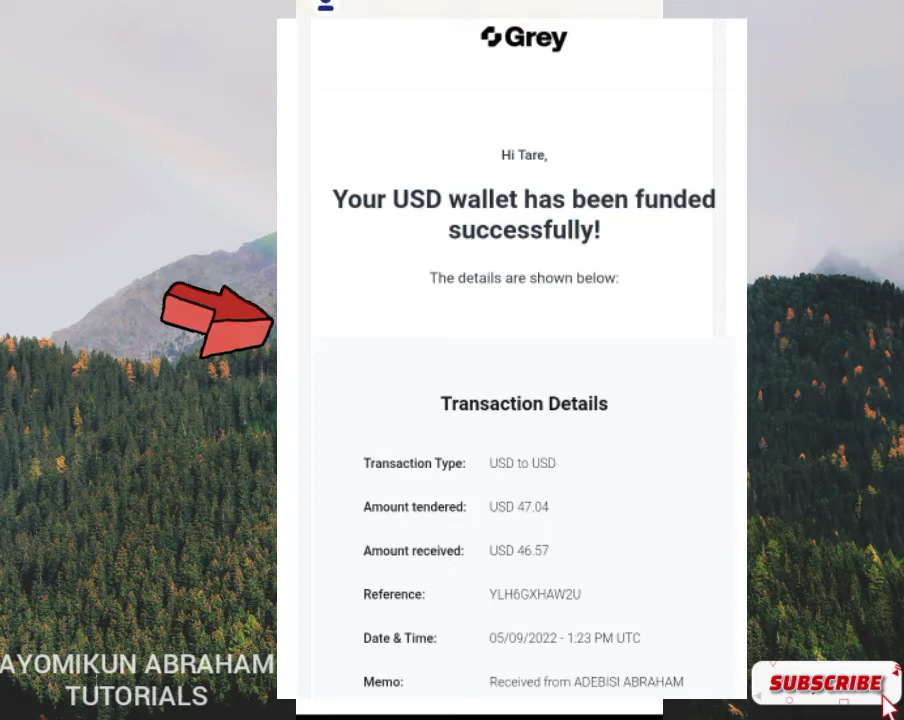 Grey
Hi Tare,
Your USD wallet has been funded
successfully!
The details are shown below:
Transaction Details
Transaction Type: USD to USD
Amount tendered: USD 47.04
Amount received: USD 46.57
Reference: YLH6GXHAW2U
Date & Time: 05/09/2022 - 1:23 PM UTC
Memo: Received from ADEBISI ABRAHAM
AYOMIKUN ABRAHAM
TUTORIALS
SUBSCRIBE